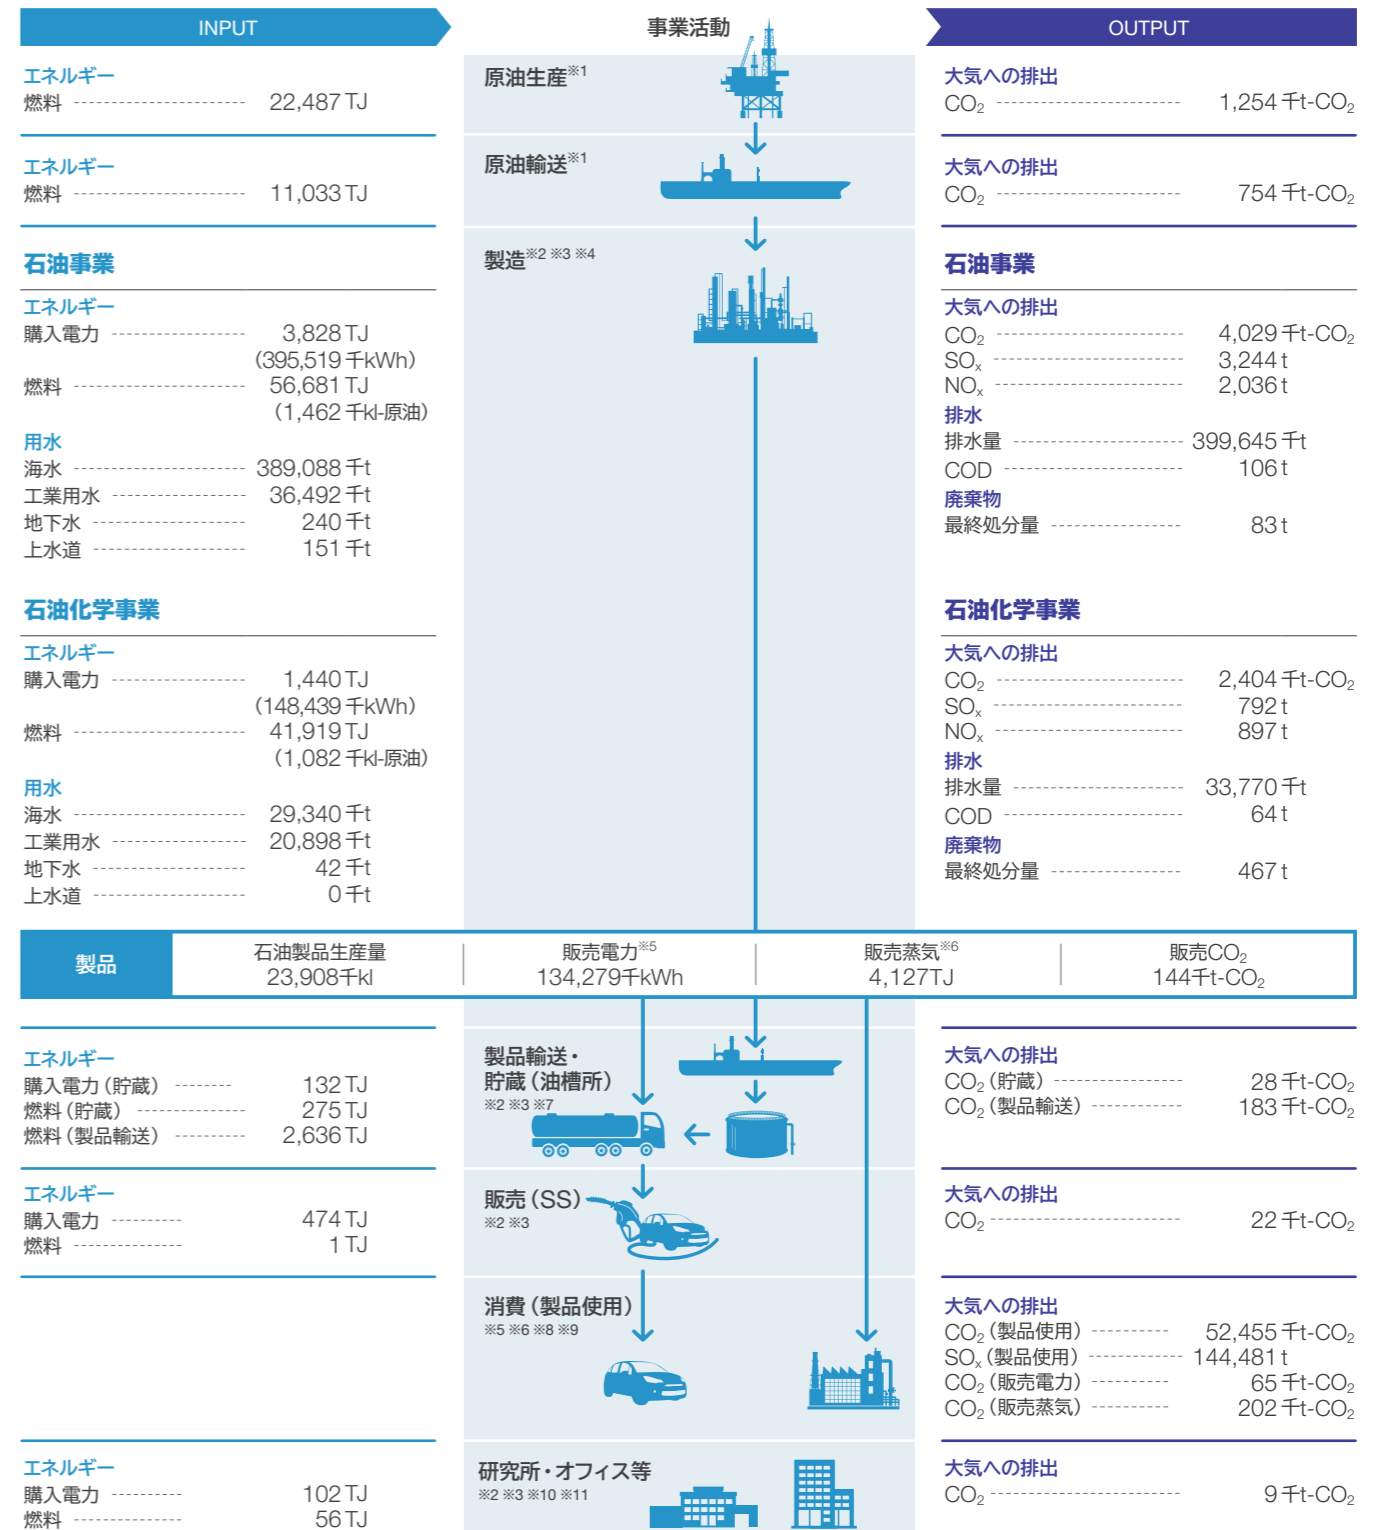 INPUT
事業活動
OUTPUT
エネルギー
燃料 22,487 TJ
原油生産※1
大気への排出
CO₂ 1,254 千t-CO₂
エネルギー
燃料 11,033 TJ
原油輸送※1
大気への排出
CO₂ 754 千t-CO₂
製造※2 ※3 ※4
石油事業
エネルギー
購入電力 3,828 TJ
(395,519 千kWh)
燃料 56,681 TJ
(1,462 千kl-原油)
用水
海水 389,088 千t
工業用水 36,492 千t
地下水 240 千t
上水道 151 千t
石油事業
大気への排出
CO₂ 4,029 千t-CO₂
SOₓ 3,244 t
NOₓ 2,036 t
排水
排水量 399,645 千t
COD 106 t
廃棄物
最終処分量 83 t
石油化学事業
エネルギー
購入電力 1,440 TJ
(148,439 千kWh)
燃料 41,919 TJ
(1,082 千kl-原油)
用水
海水 29,340 千t
工業用水 20,898 千t
地下水 42 千t
上水道 0 千t
石油化学事業
大気への排出
CO₂ 2,404 千t-CO₂
SOₓ 792 t
NOₓ 897 t
排水
排水量 33,770 千t
COD 64 t
廃棄物
最終処分量 467 t
製品
石油製品生産量
23,908千kl
販売電力※5
134,279千kWh
販売蒸気※6
4,127TJ
販売CO₂
144千t-CO₂
エネルギー
購入電力（貯蔵） 132 TJ
燃料（貯蔵） 275 TJ
燃料（製品輸送） 2,636 TJ
製品輸送・
貯蔵（油槽所）
※2 ※3 ※7
大気への排出
CO₂（貯蔵） 28 千t-CO₂
CO₂（製品輸送） 183 千t-CO₂
エネルギー
購入電力 474 TJ
燃料 1 TJ
販売（SS）
※2 ※3
大気への排出
CO₂ 22 千t-CO₂
消費（製品使用）
※5 ※6 ※8 ※9
大気への排出
CO₂（製品使用） 52,455 千t-CO₂
SOₓ（製品使用） 144,481 t
CO₂（販売電力） 65 千t-CO₂
CO₂（販売蒸気） 202 千t-CO₂
エネルギー
購入電力 102 TJ
燃料 56 TJ
研究所・オフィス等
※2 ※3 ※10 ※11
大気への排出
CO₂ 9 千t-CO₂